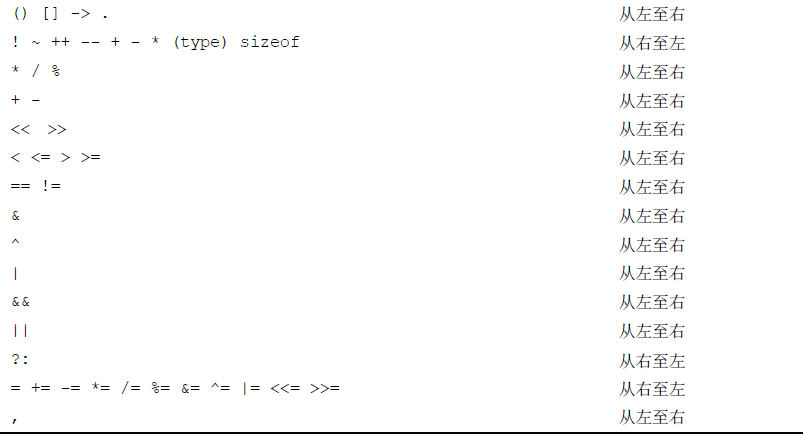 () [] -> . 从左至右
! ~ ++ -- + - * (type) sizeof 从右至左
* / % 从左至右
+ - 从左至右
<< >> 从左至右
< <= > >= 从左至右
== != 从左至右
& 从左至右
^ 从左至右
| 从左至右
&& 从左至右
|| 从左至右
?: 从右至左
= += -= *= /= %= &= ^= |= <<= >>= 从右至左
, 从左至右